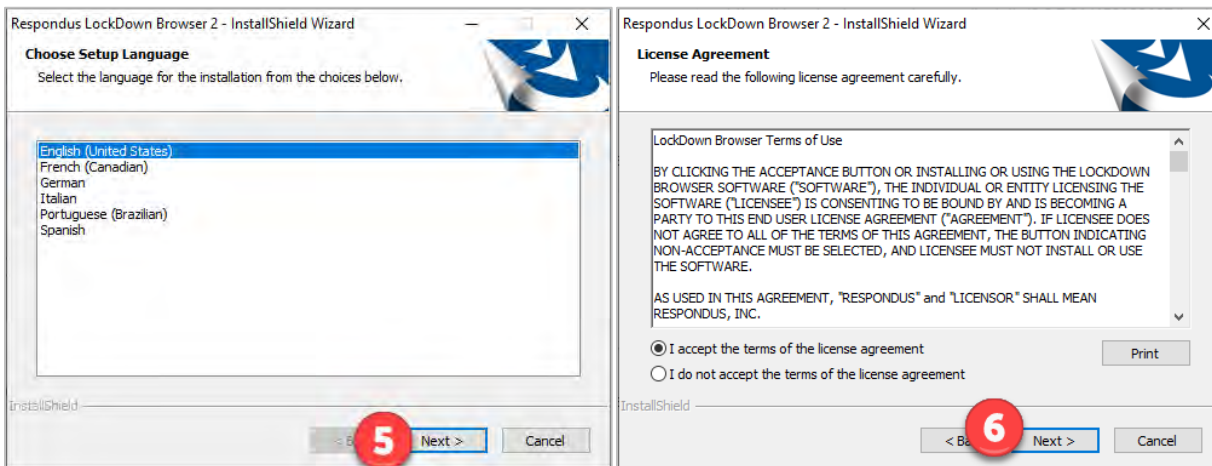 Respondus LockDown Browser 2 - InstallShield Wizard
Choose Setup Language
Select the language for the installation from the choices below.
English (United States)
French (Canadian)
German
Italian
Portuguese (Brazilian)
Spanish
InstallShield
5
Next >
Cancel
Respondus LockDown Browser 2 - InstallShield Wizard
License Agreement
Please read the following license agreement carefully.
LockDown Browser Terms of Use
BY CLICKING THE ACCEPTANCE BUTTON OR INSTALLING OR USING THE LOCKDOWN
BROWSER SOFTWARE ("SOFTWARE"), THE INDIVIDUAL OR ENTITY LICENSING THE
SOFTWARE ("LICENSEE") IS CONSENTING TO BE BOUND BY AND IS BECOMING A
PARTY TO THIS END USER LICENSE AGREEMENT ("AGREEMENT"). IF LICENSEE DOES
NOT AGREE TO ALL OF THE TERMS OF THIS AGREEMENT, THE BUTTON INDICATING
NON-ACCEPTANCE MUST BE SELECTED, AND LICENSEE MUST NOT INSTALL OR USE
THE SOFTWARE.
AS USED IN THIS AGREEMENT, "RESPONDUS" and "LICENSOR" SHALL MEAN
RESPONDUS, INC.
I accept the terms of the license agreement
Print
I do not accept the terms of the license agreement
InstallShield
6
Next >
Cancel